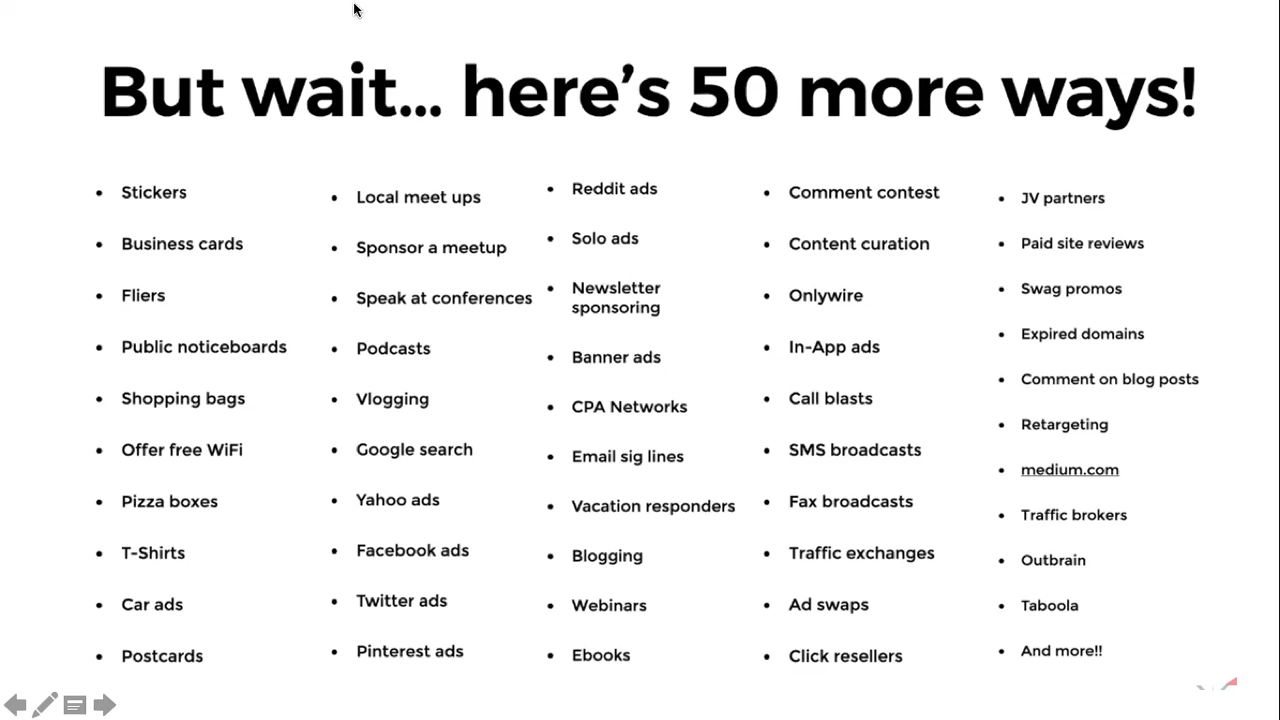 But wait... here’s 50 more ways!
Stickers
Business cards
Fliers
Public noticeboards
Shopping bags
Offer free WiFi
Pizza boxes
T-Shirts
Car ads
Postcards
Local meet ups
Sponsor a meetup
Speak at conferences
Podcasts
Vlogging
Google search
Yahoo ads
Facebook ads
Twitter ads
Pinterest ads
Reddit ads
Solo ads
Newsletter
sponsoring
Banner ads
CPA Networks
Email sig lines
Vacation responders
Blogging
Webinars
Ebooks
Comment contest
Content curation
Onlywire
In-App ads
Call blasts
SMS broadcasts
Fax broadcasts
Traffic exchanges
Ad swaps
Click resellers
JV partners
Paid site reviews
Swag promos
Expired domains
Comment on blog posts
Retargeting
medium.com
Traffic brokers
Outbrain
Taboola
And more!!